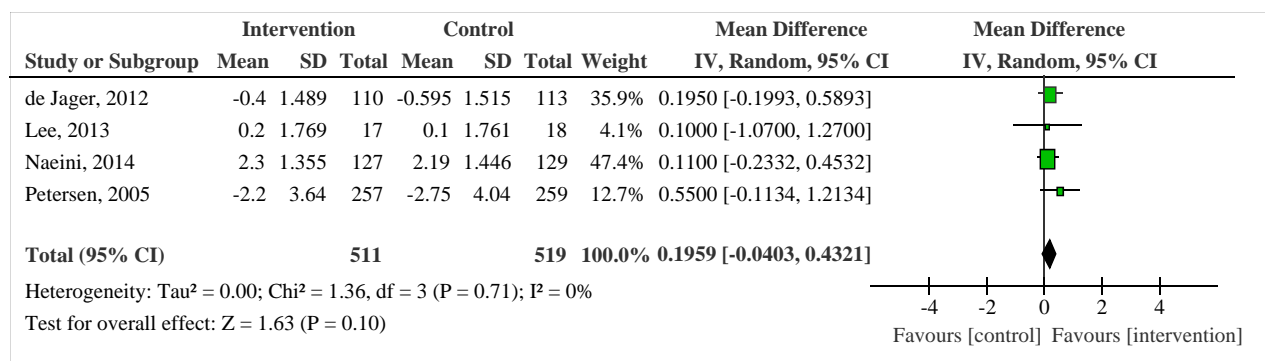 Intervention Control Mean Difference Mean Difference
Study or Subgroup Mean SD Total Mean SD Total Weight IV, Random, 95% CI IV, Random, 95% CI
de Jager, 2012 -0.4 1.489 110 -0.595 1.515 113 35.9% 0.1950 [-0.1993, 0.5893]
Lee, 2013 0.2 1.769 17 0.1 1.761 18 4.1% 0.1000 [-1.0700, 1.2700]
Naeini, 2014 2.3 1.355 127 2.19 1.446 129 47.4% 0.1100 [-0.2332, 0.4532]
Petersen, 2005 -2.2 3.64 257 -2.75 4.04 259 12.7% 0.5500 [-0.1134, 1.2134]
Total (95% CI) 511 519 100.0% 0.1959 [-0.0403, 0.4321]
Heterogeneity: Tau² = 0.00; Chi² = 1.36, df = 3 (P = 0.71); I² = 0%
Test for overall effect: Z = 1.63 (P = 0.10)
-4 -2 0 2 4
Favours [control] Favours [intervention]